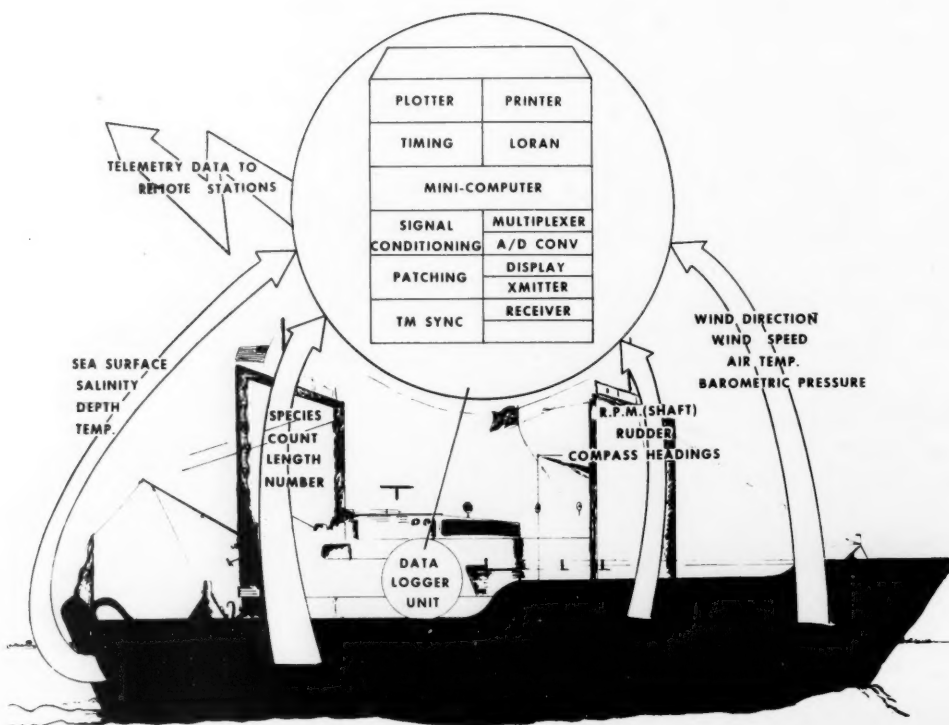 PLOTTER
PRINTER
TIMING
LORAN
MINI-COMPUTER
SIGNAL
CONDITIONING
MULTIPLEXER
A/D CONV
PATCHING
DISPLAY
XMITTER
TM SYNC
RECEIVER
TELEMETRY DATA TO
REMOTE STATIONS
SEA SURFACE
SALINITY
DEPTH
TEMP.
SPECIES
COUNT
LENGTH
NUMBER
R.P.M.(SHAFT)
RUDDER
COMPASS HEADINGS
WIND DIRECTION
WIND SPEED
AIR TEMP.
BAROMETRIC PRESSURE
DATA
LOGGER
UNIT